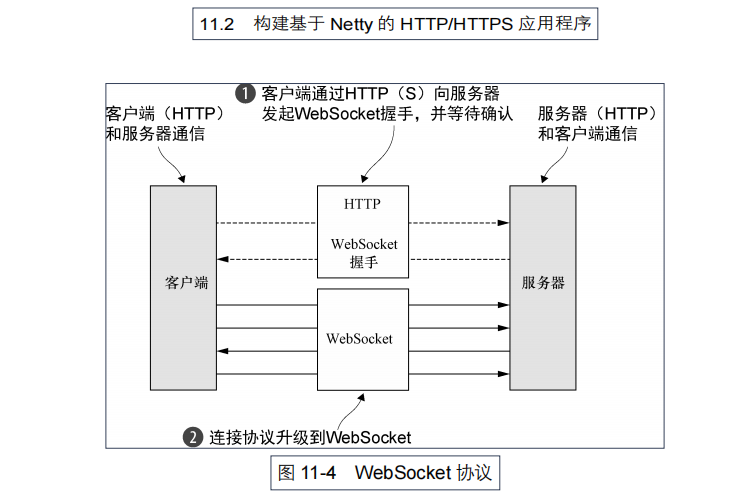 11.2 构建基于 Netty 的 HTTP/HTTPS 应用程序
1 客户端通过HTTP（S）向服务器
发起WebSocket握手，并等待确认
客户端（HTTP）
和服务器通信
服务器（HTTP）
和客户端通信
HTTP
WebSocket
握手
客户端
服务器
WebSocket
2 连接协议升级到WebSocket
图 11-4 WebSocket 协议